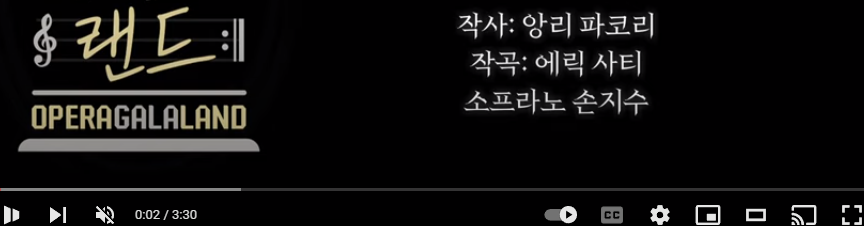 랜드
OPERAGALALAND
작사: 앙리 파코리
작곡: 에릭 사티
소프라노 손지수
0:02 / 3:30
CC